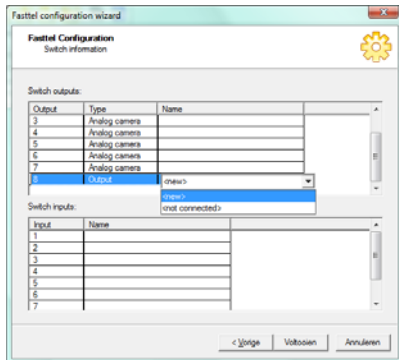 Fasttel configuration wizard
Fasttel Configuration
Switch information
Switch outputs:
Output Type Name
3 Analog camera
4 Analog camera
5 Analog camera
6 Analog camera
7 Analog camera
8 Output <new>
<new>
<not connected>
Switch inputs:
Input Name
1
2
3
4
5
6
7
< Vorige Voltooien Annuleren